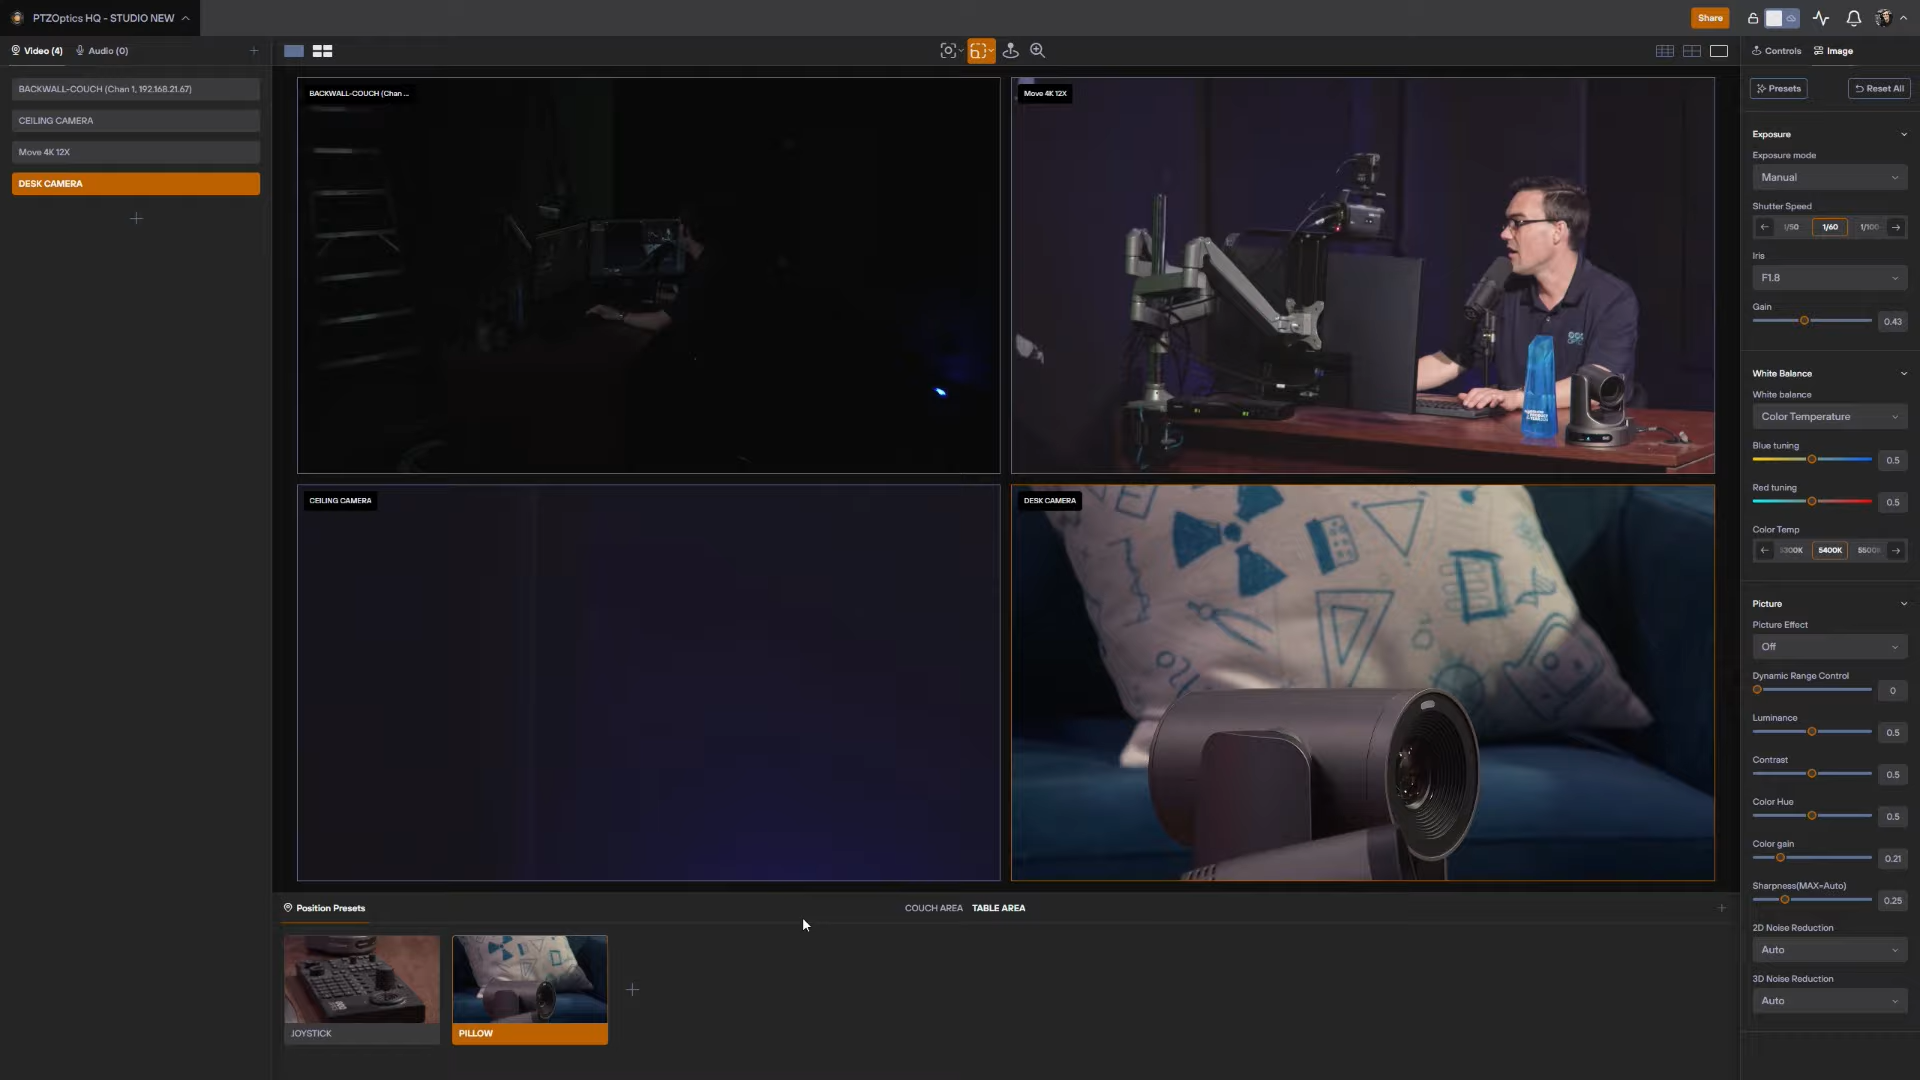 PTZOptics HQ - STUDIO NEW
Share
Video (4)
Audio (0)
Controls
Image
BACKWALL-COUCH (Chan 1, 192.168.21.67)
CEILING CAMERA
Move 4K 12X
DESK CAMERA
BACKWALL-COUCH (Chan ...
Move 4K 12X
CEILING CAMERA
DESK CAMERA
Position Presets
COUCH AREA
TABLE AREA
JOYSTICK
PILLOW
Presets
Reset All
Exposure
Exposure mode
Manual
Shutter Speed
1/50 1/60 1/100
Iris
F1.8
Gain
0.43
White Balance
White balance
Color Temperature
Blue tuning
0.5
Red tuning
0.5
Color Temp
5300K 5400K 5500K
Picture
Picture Effect
Off
Dynamic Range Control
0
Luminance
0.5
Contrast
0.5
Color Hue
0.5
Color gain
0.21
Sharpness(MAX=Auto)
0.25
2D Noise Reduction
Auto
3D Noise Reduction
Auto